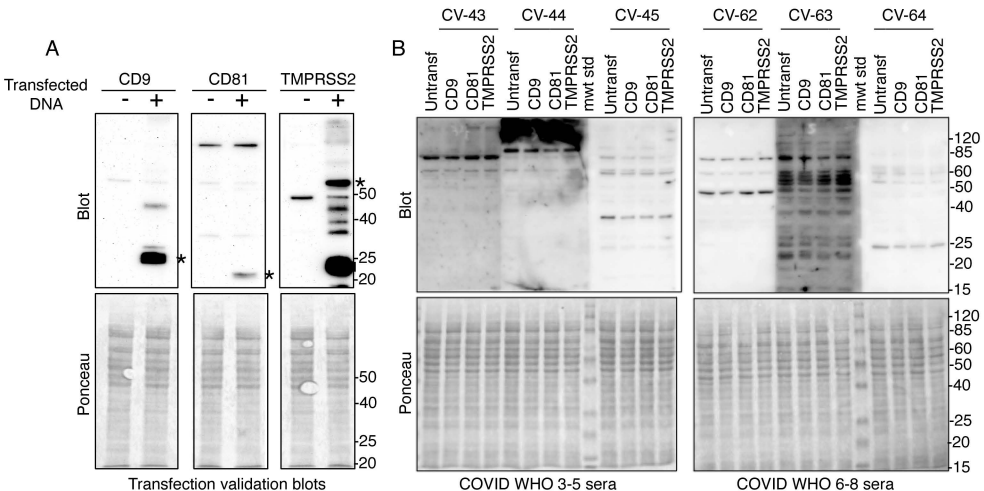 A
Transfected DNA
CD9 CD81 TMPRSS2
- + - + - +
Blot
*
*
*
-50
-40
-25
-20
Ponceau
-50
-40
-25
-20
Transfection validation blots
B
CV-43 CV-44 CV-45 CV-62 CV-63 CV-64
Untransf CD9 CD81 TMPRSS2 Untransf CD9 CD81 TMPRSS2 mwt std Untransf CD9 CD81 TMPRSS2
Untransf CD9 CD81 TMPRSS2 Untransf CD9 CD81 TMPRSS2 mwt std Untransf CD9 CD81 TMPRSS2
Blot
-120
-85
-60
-50
-40
-25
-20
-15
Ponceau
-120
-85
-60
-50
-40
-25
-20
-15
COVID WHO 3-5 sera
COVID WHO 6-8 sera